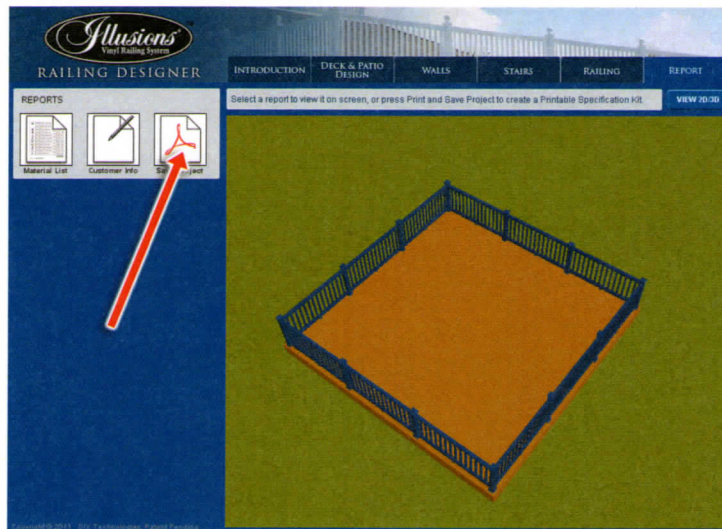 Illusions®
Vinyl Railing System
RAILING DESIGNER
INTRODUCTION
DECK & PATIO
DESIGN
WALLS
STAIRS
RAILING
REPORT
REPORTS
Select a report to view it on screen, or press Print and Save Project to create a Printable Specification Kit.
VIEW 2D/3D
Material List
Customer Info